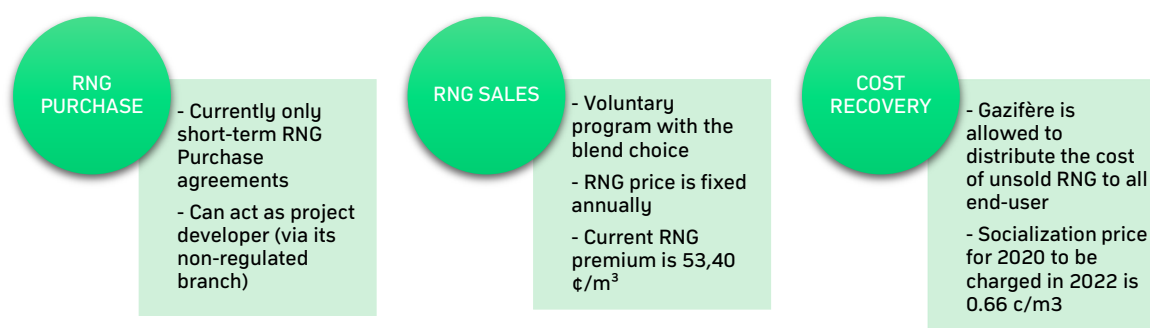 RNG
PURCHASE
- Currently only
short-term RNG
Purchase
agreements
- Can act as project
developer (via its
non-regulated
branch)
RNG SALES
- Voluntary
program with the
blend choice
- RNG price is fixed
annually
- Current RNG
premium is 53,40
¢/m³
COST
RECOVERY
- Gazifère is
allowed to
distribute the cost
of unsold RNG to all
end-user
- Socialization price
for 2020 to be
charged in 2022 is
0.66 c/m3